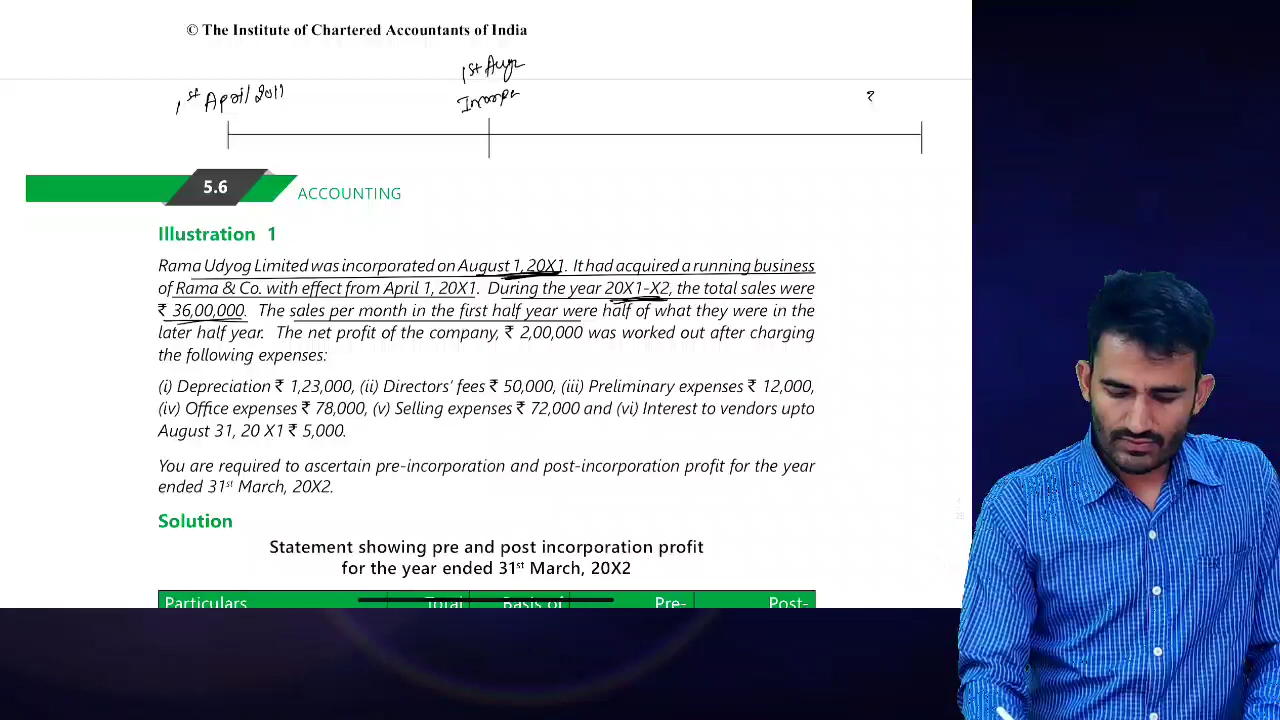 © The Institute of Chartered Accountants of India
1st Aug
1st April 2011
Incorp
5.6
ACCOUNTING
Illustration 1
Rama Udyog Limited was incorporated on August 1, 20X1. It had acquired a running business
of Rama & Co. with effect from April 1, 20X1. During the year 20X1-X2, the total sales were
₹ 36,00,000. The sales per month in the first half year were half of what they were in the
later half year. The net profit of the company, ₹ 2,00,000 was worked out after charging
the following expenses:
(i) Depreciation ₹ 1,23,000, (ii) Directors' fees ₹ 50,000, (iii) Preliminary expenses ₹ 12,000,
(iv) Office expenses ₹ 78,000, (v) Selling expenses ₹ 72,000 and (vi) Interest to vendors upto
August 31, 20 X1 ₹ 5,000.
You are required to ascertain pre-incorporation and post-incorporation profit for the year
ended 31st March, 20X2.
Solution
Statement showing pre and post incorporation profit
for the year ended 31st March, 20X2
Particulars Total Basis of Pre- Post-